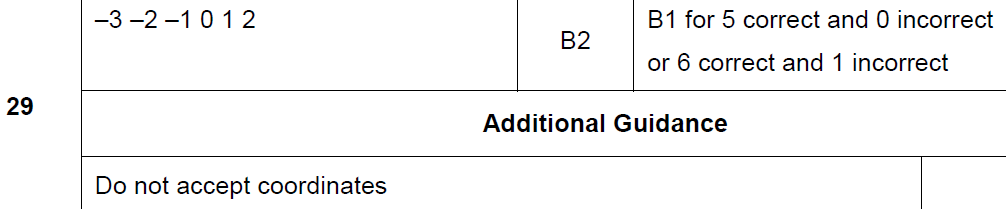 –3 –2 –1 0 1 2
B2
B1 for 5 correct and 0 incorrect
or 6 correct and 1 incorrect
29
Additional Guidance
Do not accept coordinates